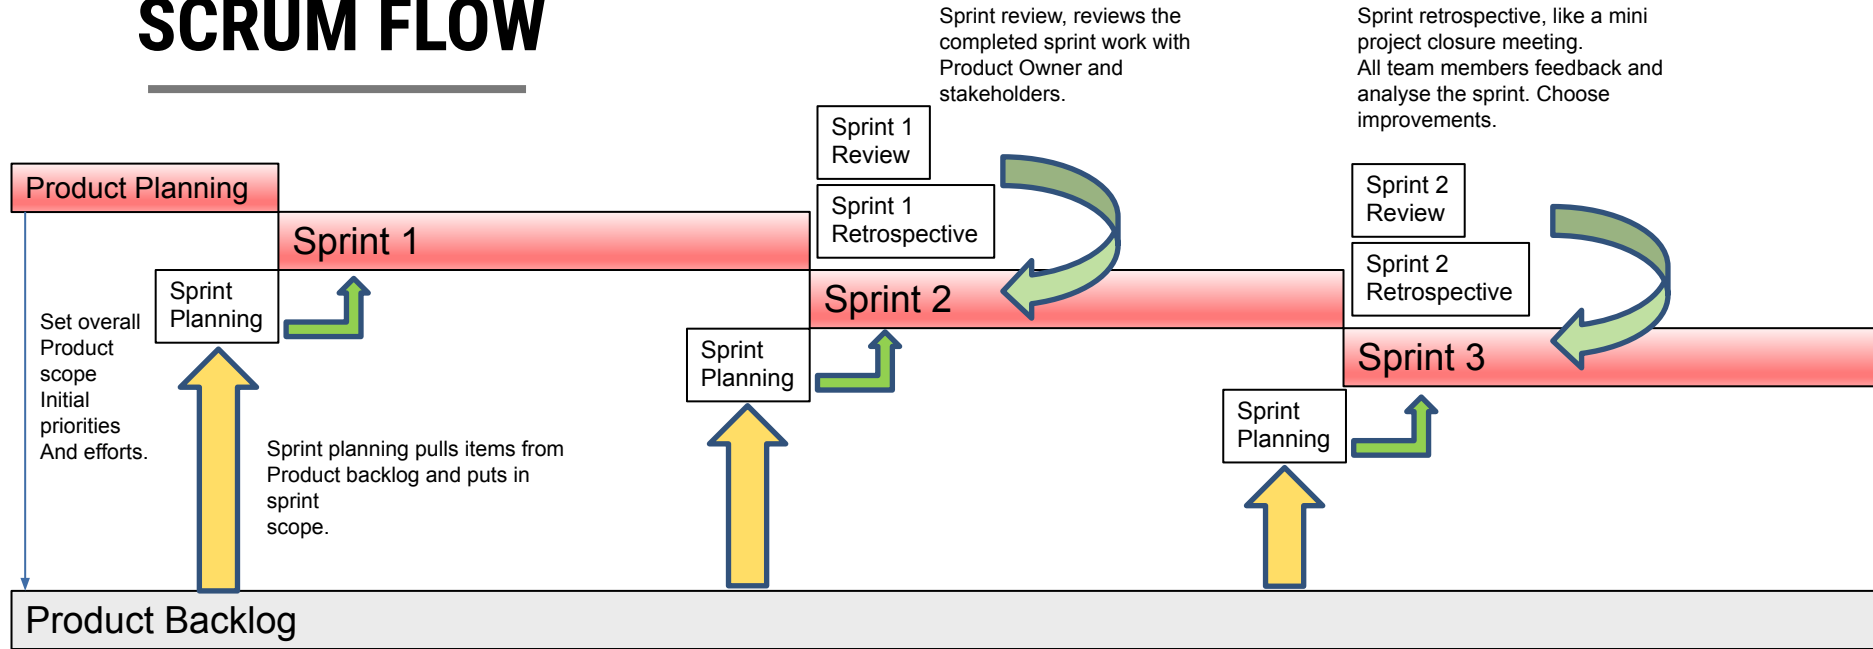 SCRUM FLOW
Sprint review, reviews the
completed sprint work with
Product Owner and
stakeholders.
Sprint retrospective, like a mini
project closure meeting.
All team members feedback and
analyse the sprint. Choose
improvements.
Sprint 1
Review
Sprint 1
Retrospective
Sprint 2
Review
Sprint 2
Retrospective
Product Planning
Sprint 1
Sprint 2
Sprint 3
Sprint
Planning
Sprint
Planning
Sprint
Planning
Set overall
Product
scope
Initial
priorities
And efforts.
Sprint planning pulls items from
Product backlog and puts in
sprint
scope.
Product Backlog